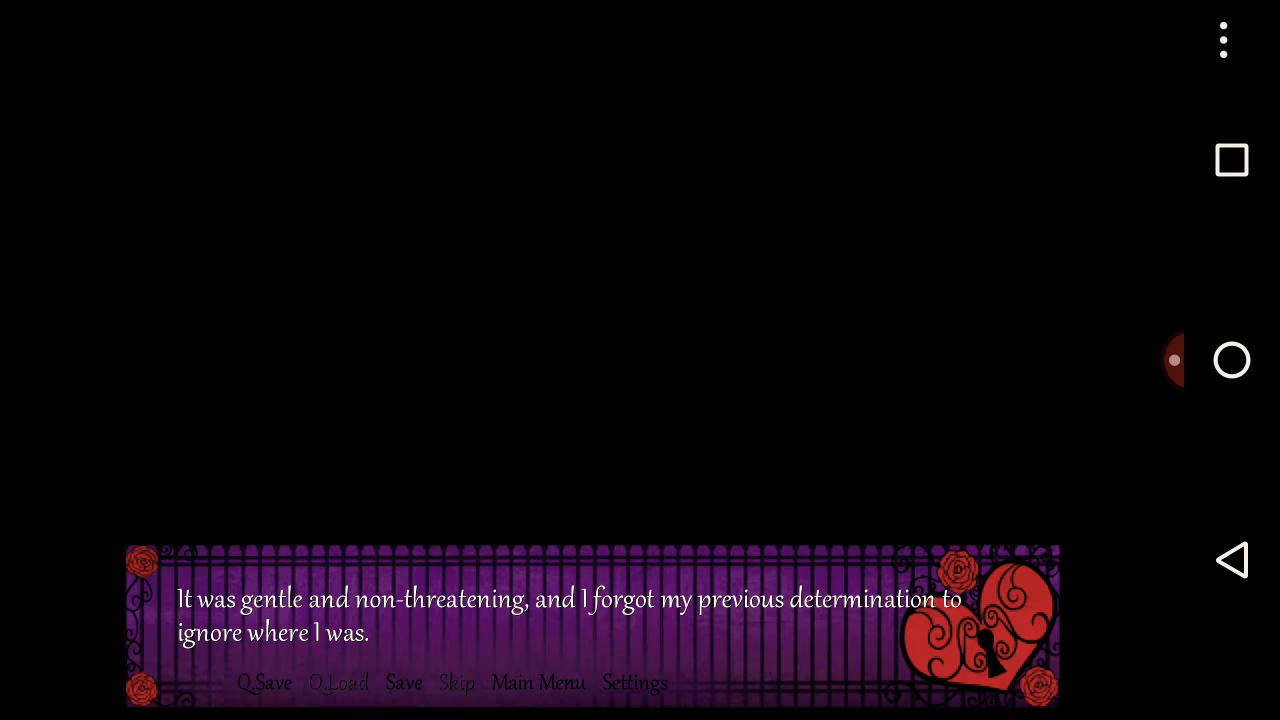 It was gentle and non-threatening, and I forgot my previous determination to
ignore where I was.
Q.Save Q.Load Save Skip Main Menu Settings